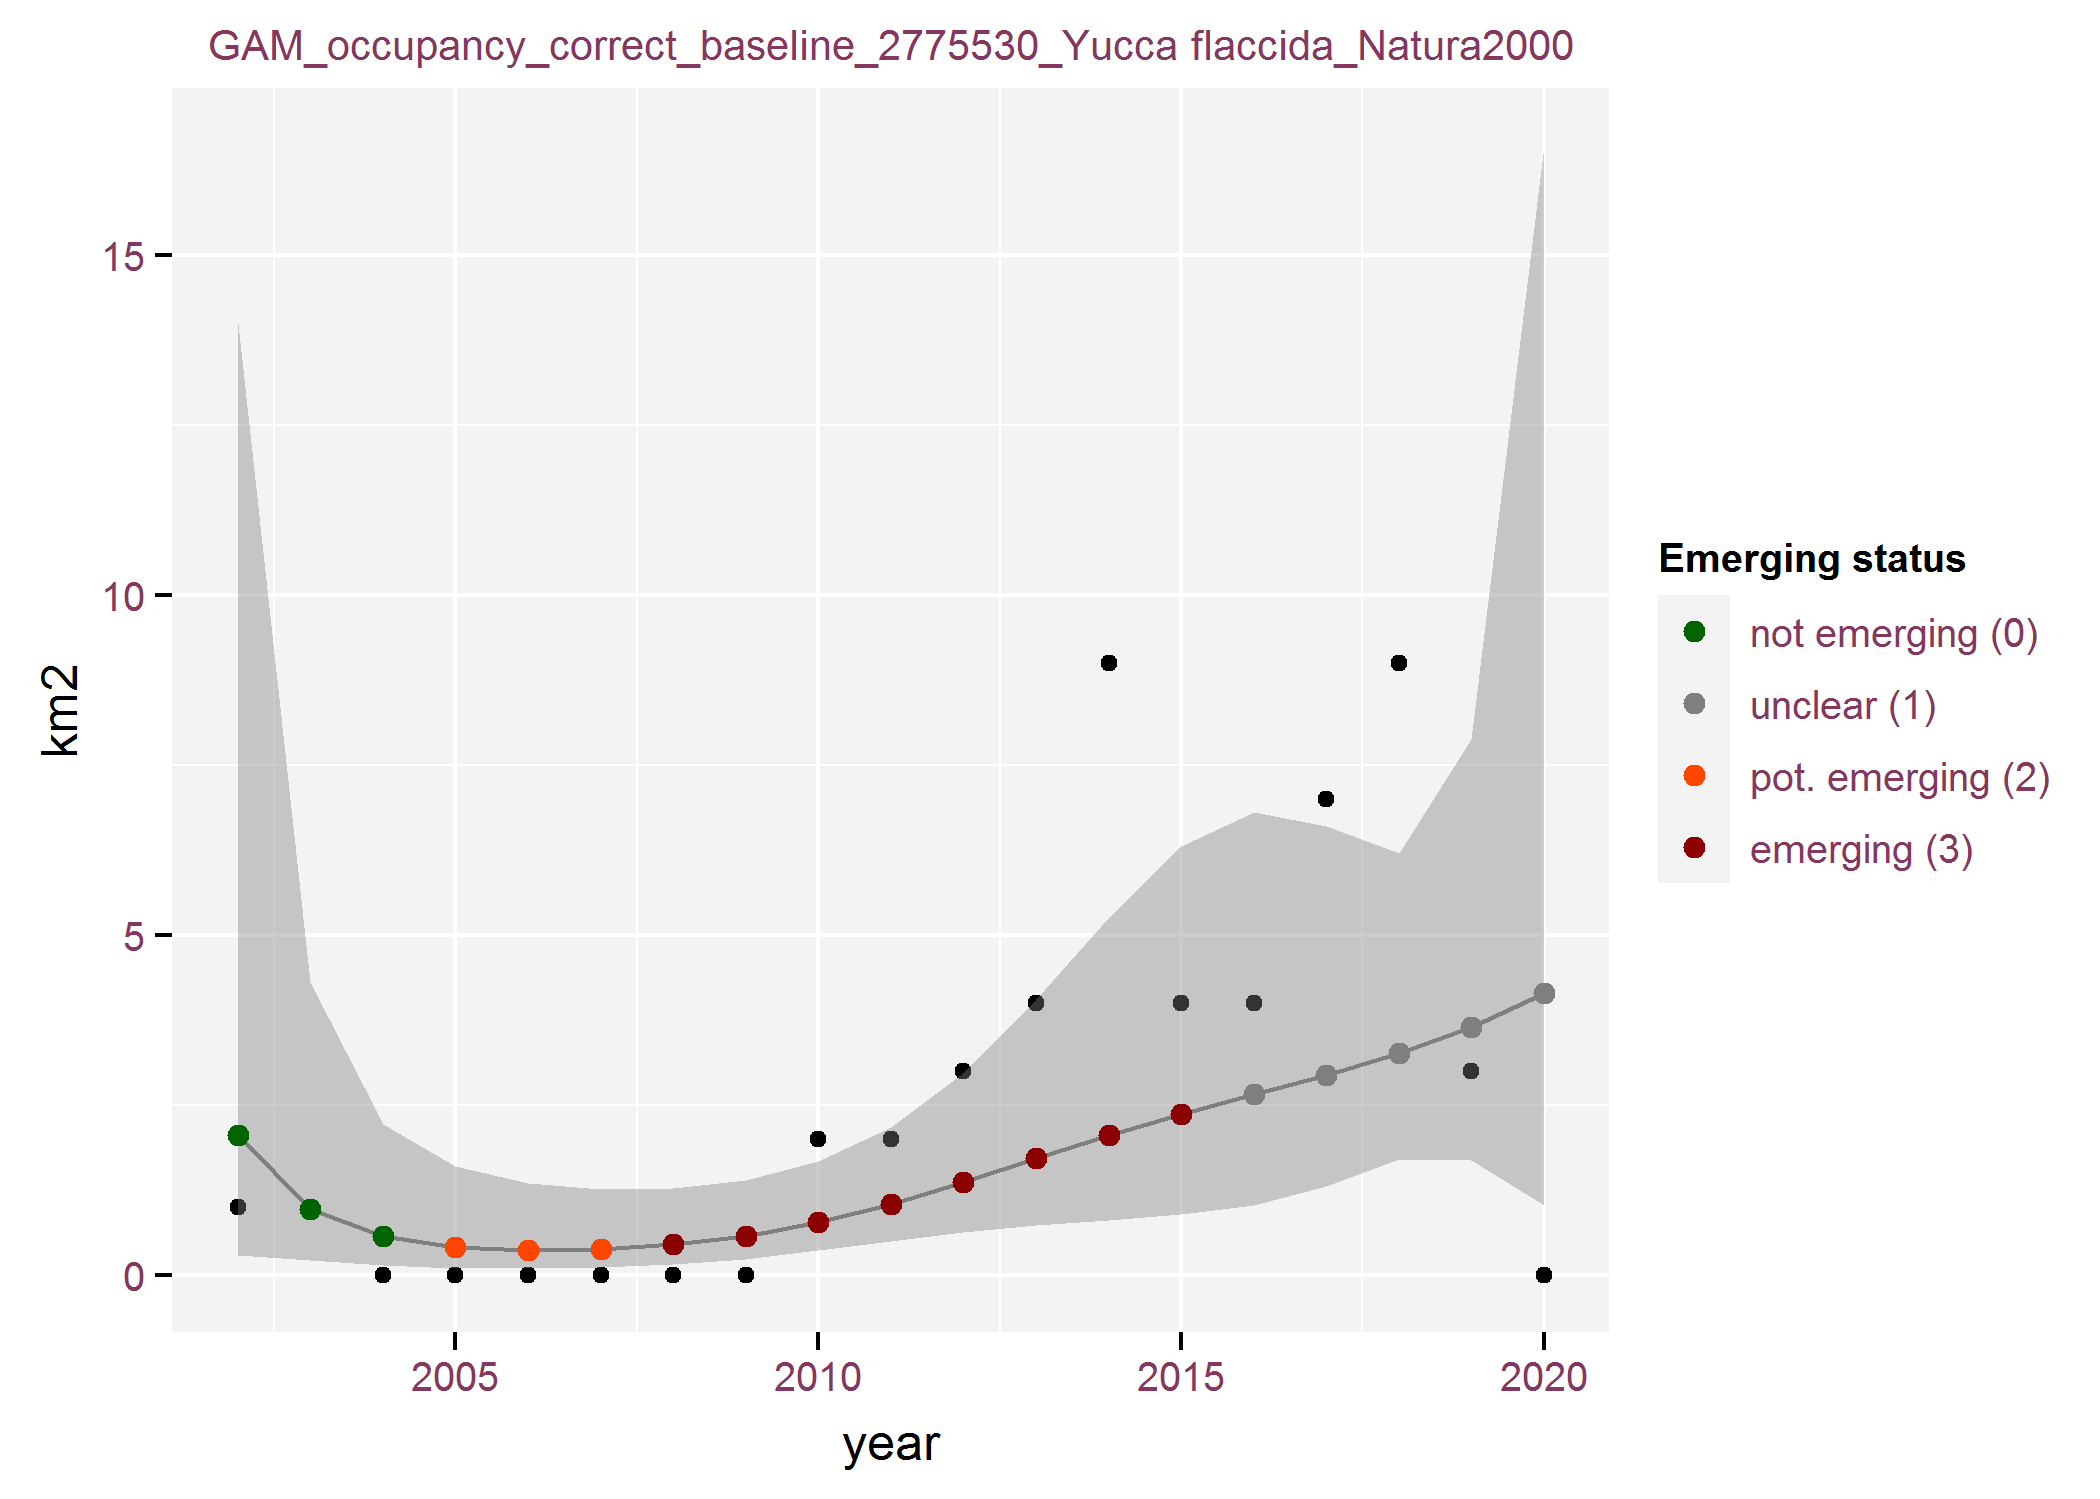 GAM_occupancy_correct_baseline_2775530_Yucca flaccida_Natura2000
15
10
5
0
km2
2005
2010
2015
2020
year
Emerging status
not emerging (0)
unclear (1)
pot. emerging (2)
emerging (3)